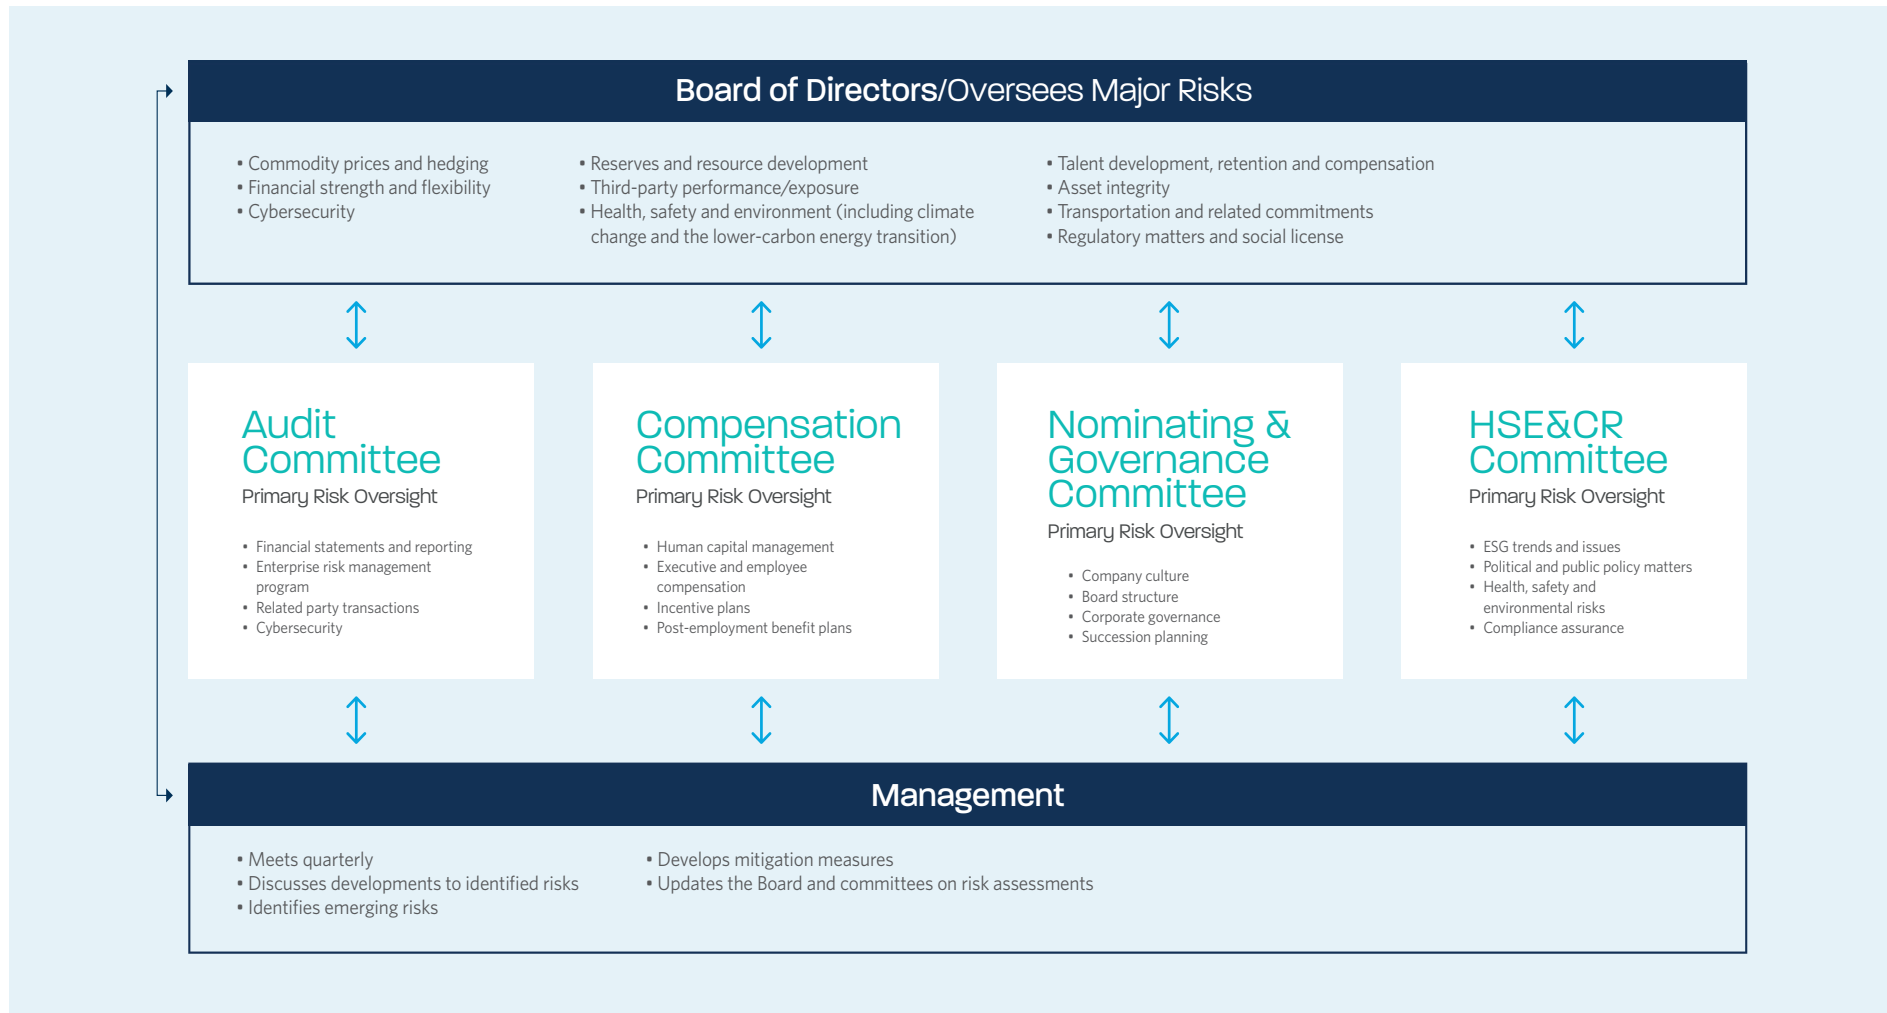 Board of Directors/Oversees Major Risks
• Commodity prices and hedging
• Financial strength and flexibility
• Cybersecurity
• Reserves and resource development
• Third-party performance/exposure
• Health, safety and environment (including climate
change and the lower-carbon energy transition)
• Talent development, retention and compensation
• Asset integrity
• Transportation and related commitments
• Regulatory matters and social license
Audit
Committee
Primary Risk Oversight
• Financial statements and reporting
• Enterprise risk management
program
• Related party transactions
• Cybersecurity
Compensation
Committee
Primary Risk Oversight
• Human capital management
• Executive and employee
compensation
• Incentive plans
• Post-employment benefit plans
Nominating &
Governance
Committee
Primary Risk Oversight
• Company culture
• Board structure
• Corporate governance
• Succession planning
HSE&CR
Committee
Primary Risk Oversight
• ESG trends and issues
• Political and public policy matters
• Health, safety and
environmental risks
• Compliance assurance
Management
• Meets quarterly
• Discusses developments to identified risks
• Identifies emerging risks
• Develops mitigation measures
• Updates the Board and committees on risk assessments